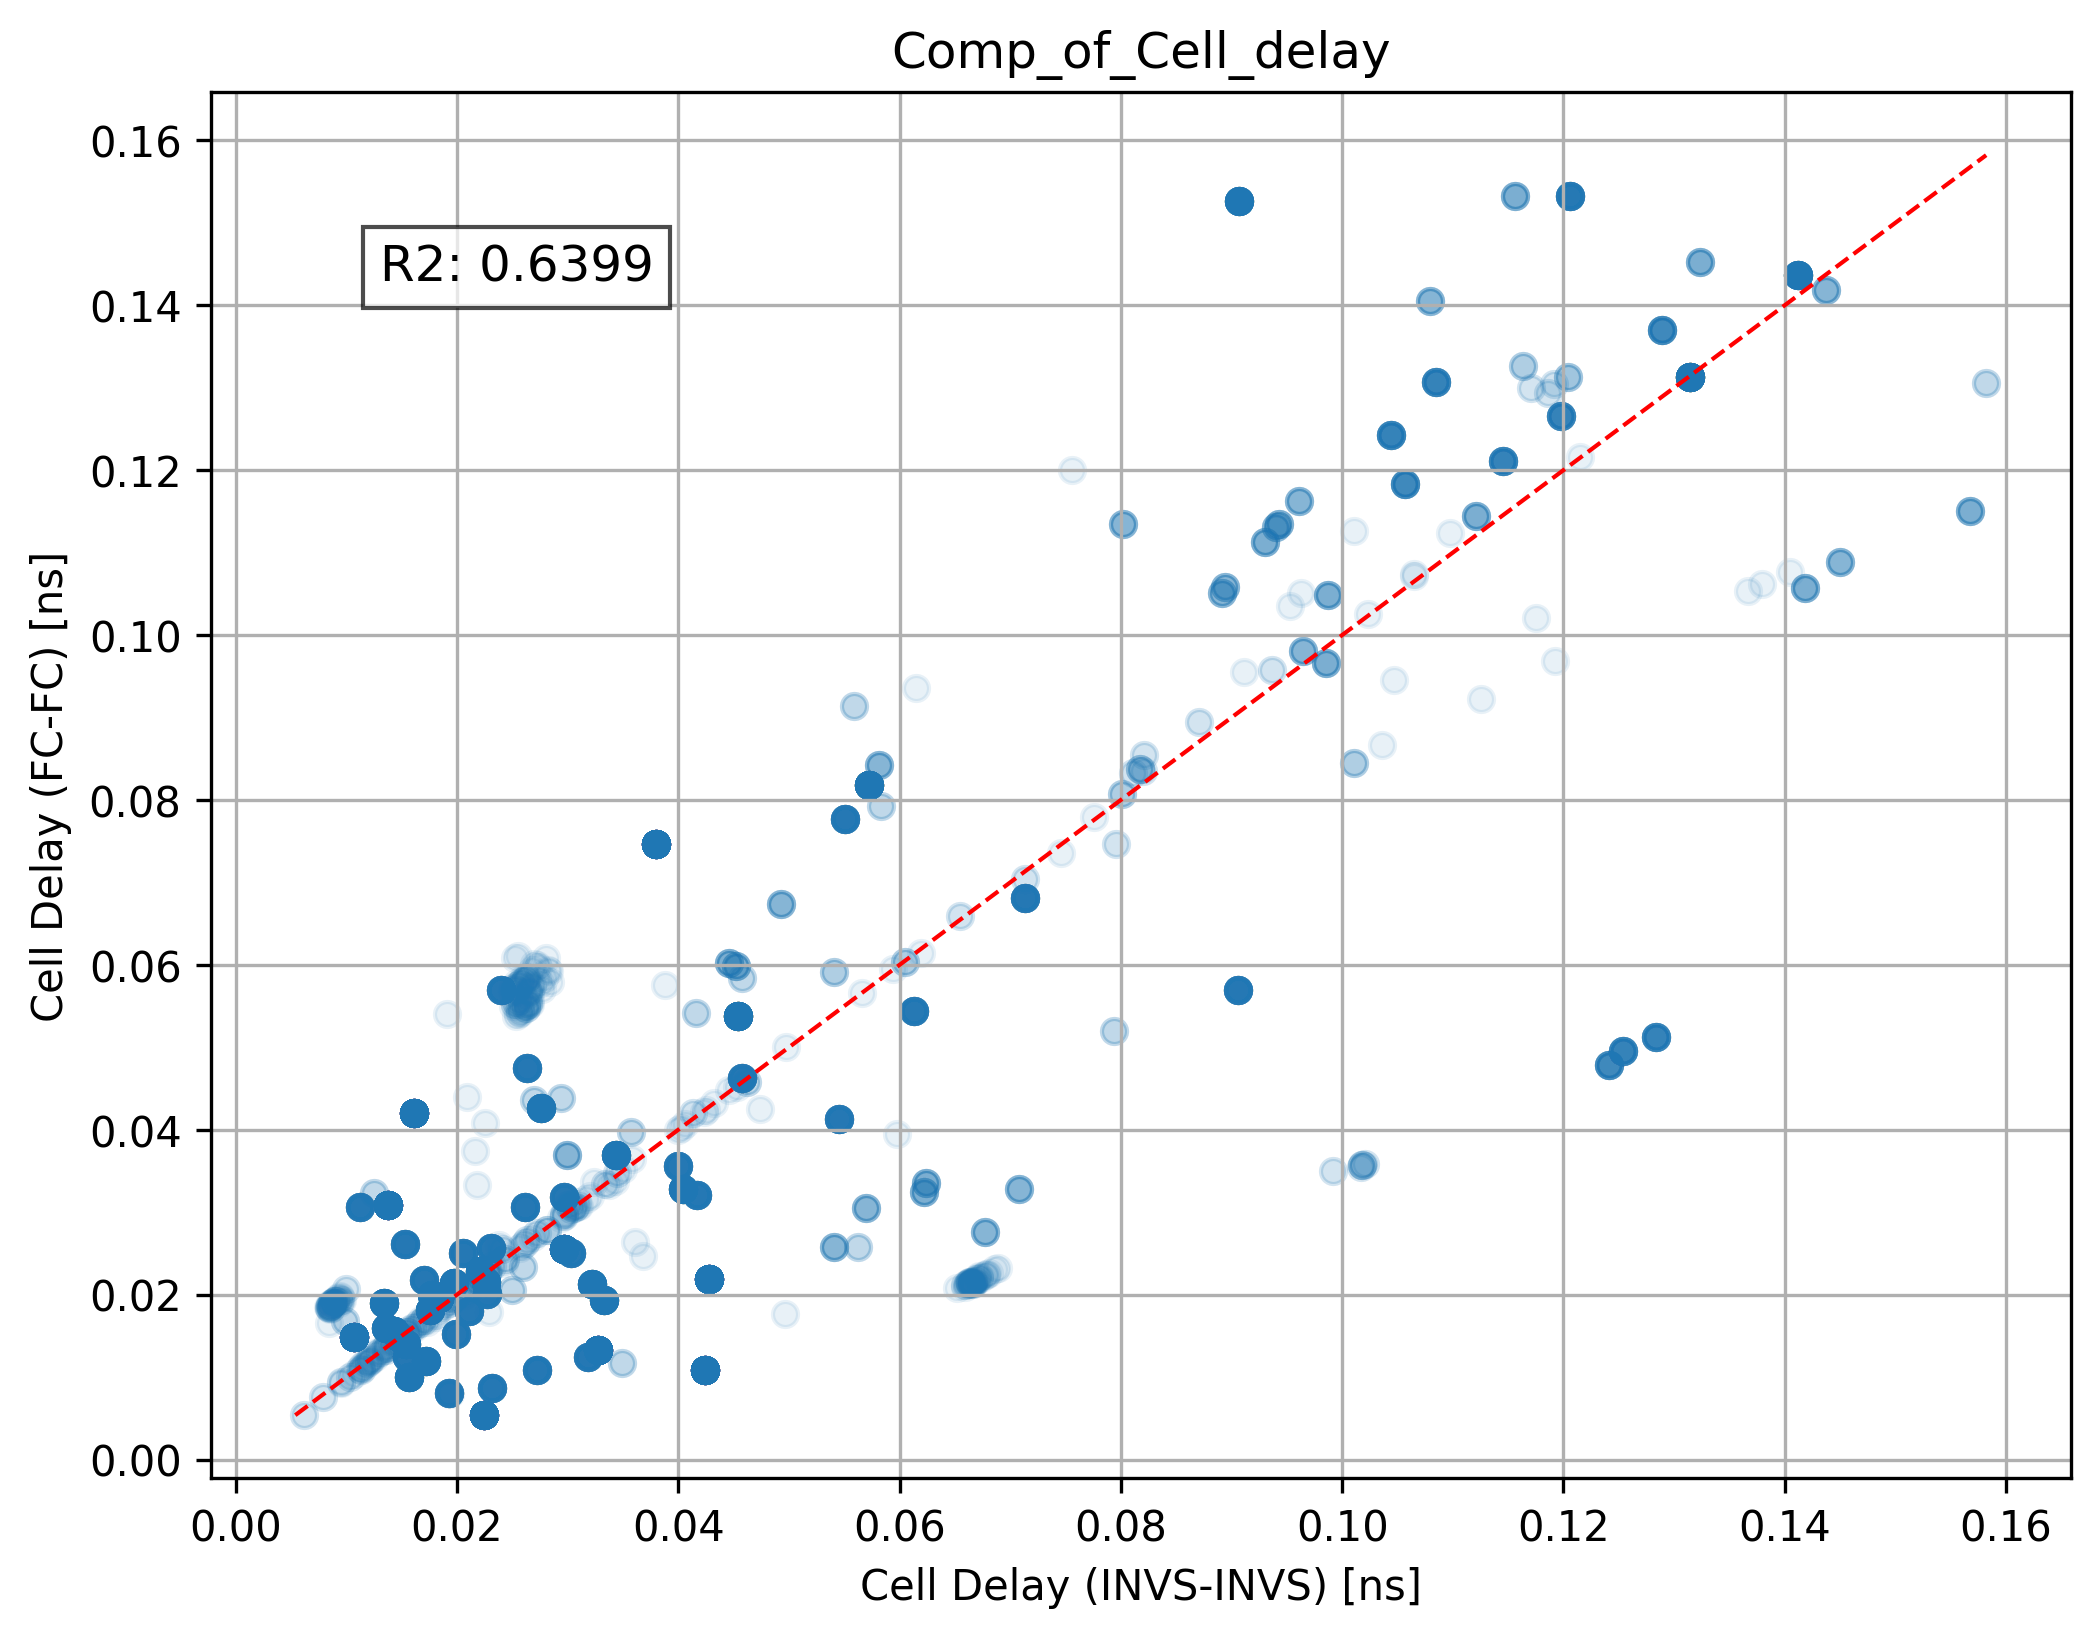 Comp_of_Cell_delay
R2: 0.6399
Cell Delay (FC-FC) [ns]
0.16
0.14
0.12
0.10
0.08
0.06
0.04
0.02
0.00
0.00 0.02 0.04 0.06 0.08 0.10 0.12 0.14 0.16
Cell Delay (INVS-INVS) [ns]